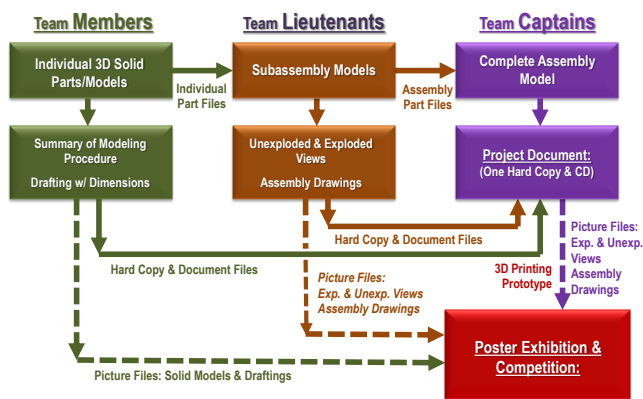 Team Members
Team Lieutenants
Team Captains
Individual 3D Solid
Parts/Models
Individual
Part Files
Subassembly Models
Assembly
Part Files
Complete Assembly
Model
Summary of Modeling
Procedure
Drafting w/ Dimensions
Unexploded & Exploded
Views
Assembly Drawings
Project Document:
(One Hard Copy & CD)
Hard Copy & Document Files
Hard Copy & Document Files
Picture Files:
Exp. & Unexp. Views
Assembly Drawings
3D Printing
Prototype
Picture Files:
Exp. & Unexp.
Views
Assembly
Drawings
Poster Exhibition &
Competition:
Picture Files: Solid Models & Draftings